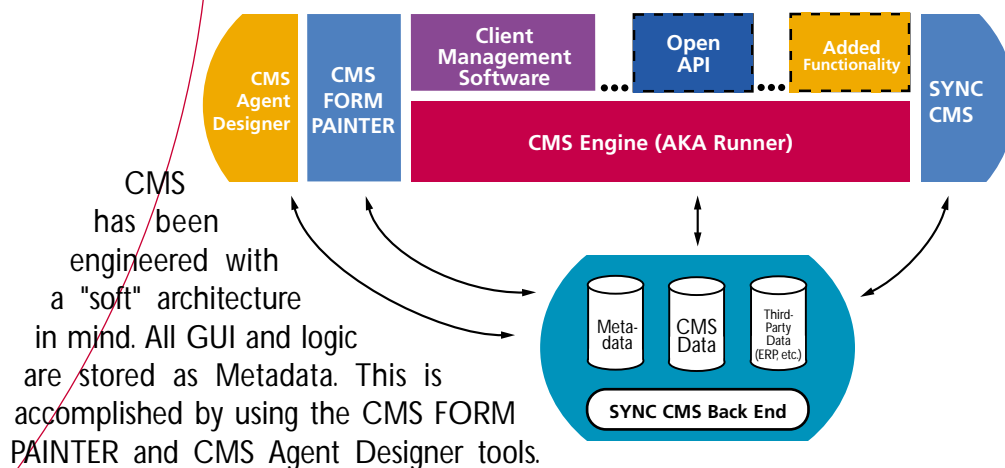 CMS
Agent
Designer
CMS
FORM
PAINTER
Client
Management
Software
Open
API
Added
Functionality
SYNC
CMS
CMS Engine (AKA Runner)
CMS
has been
engineered with
a "soft" architecture
in mind. All GUI and logic
are stored as Metadata. This is
accomplished by using the CMS FORM
PAINTER and CMS Agent Designer tools.
Meta-
data
CMS
Data
Third-
Party
Data
(ERP, etc.)
SYNC CMS Back End